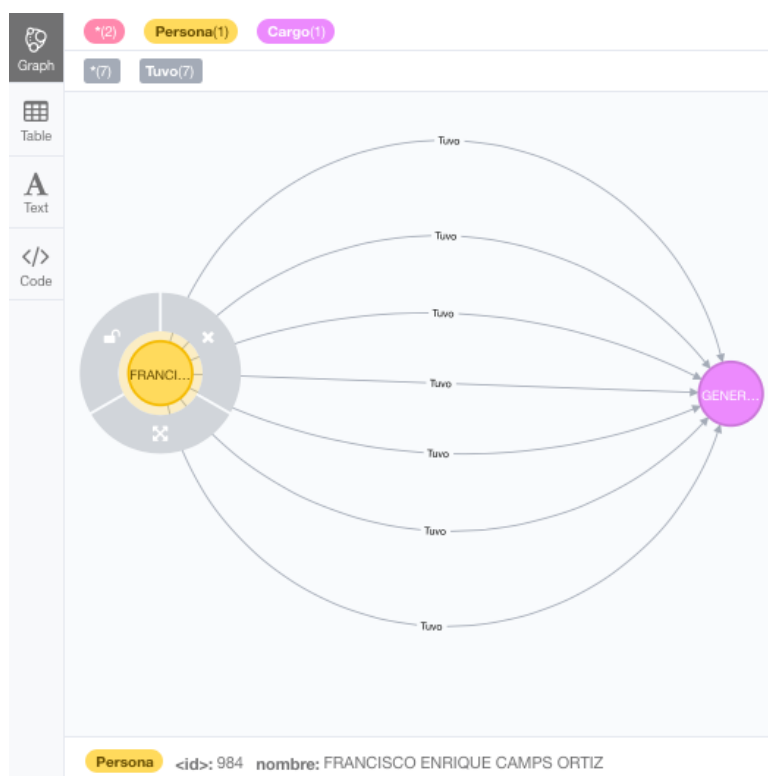 *(2) Persona(1) Cargo(1)
Graph
*(7) Tuvo(7)
Table
A
Text
</>
Code
Tuvo
Tuvo
Tuvo
FRANCI...
Tuvo
GENER...
Tuvo
Tuvo
Tuvo
Persona <id>: 984 nombre: FRANCISCO ENRIQUE CAMPS ORTIZ